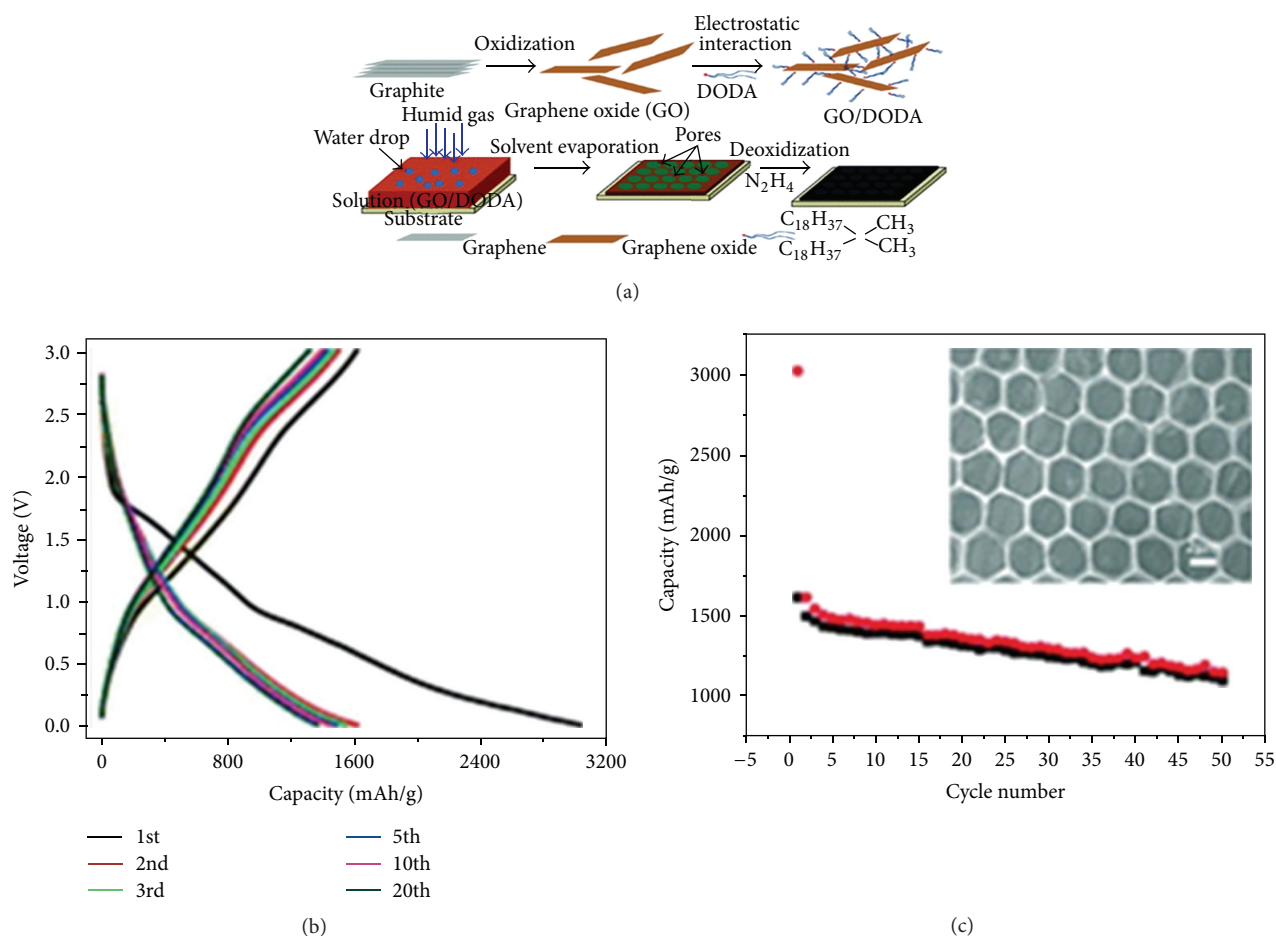 Electrostatic
Oxidization
interaction
DODA
Graphite
Graphene oxide (GO)
GO/DODA
Humid gas
Water drop
Solvent evaporation
Pores
Deoxidization
N2H4
Solution (GO/DODA)
Substrate
Graphene
Graphene oxide
C18H37
CH3
C18H37
CH3
(a)
3.0
2.5
2.0
1.5
1.0
0.5
0.0
Voltage (V)
0 800 1600 2400 3200
Capacity (mAh/g)
1st
2nd
3rd
5th
10th
20th
(b)
3000
2500
2000
1500
1000
Capacity (mAh/g)
−5 0 5 10 15 20 25 30 35 40 45 50 55
Cycle number
(c)